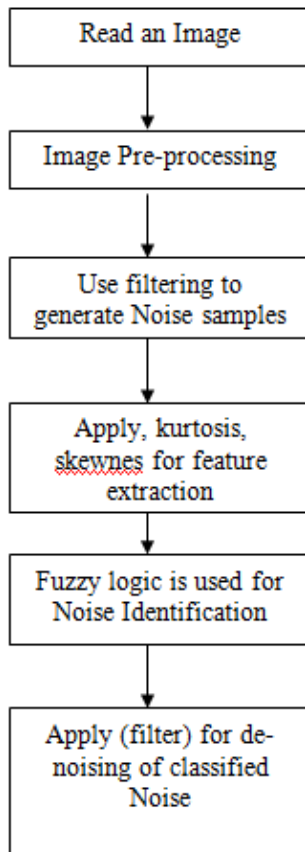 Read an Image
Image Pre-processing
Use filtering to
generate Noise samples
Apply, kurtosis,
skewnes for feature
extraction
Fuzzy logic is used for
Noise Identification
Apply (filter) for de-
noising of classified
Noise